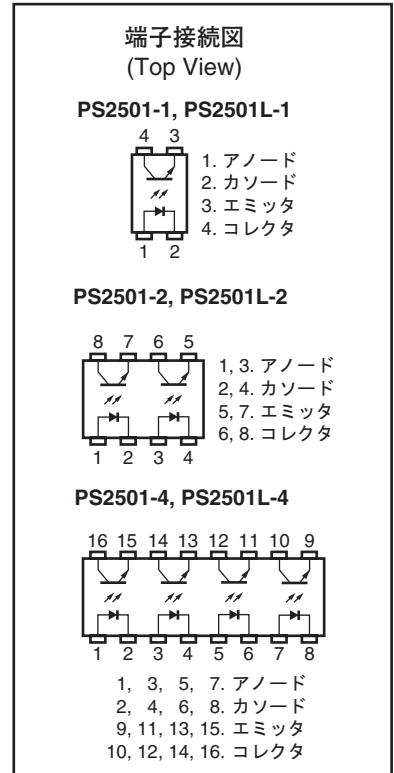 端子接続図
(Top View)
PS2501-1, PS2501L-1
4 3
1. アノード
2. カソード
3. エミッタ
4. コレクタ
1 2
PS2501-2, PS2501L-2
8 7 6 5
1, 3. アノード
2, 4. カソード
5, 7. エミッタ
6, 8. コレクタ
1 2 3 4
PS2501-4, PS2501L-4
16 15 14 13 12 11 10 9
1 2 3 4 5 6 7 8
1, 3, 5, 7. アノード
2, 4, 6, 8. カソード
9, 11, 13, 15. エミッタ
10, 12, 14, 16. コレクタ